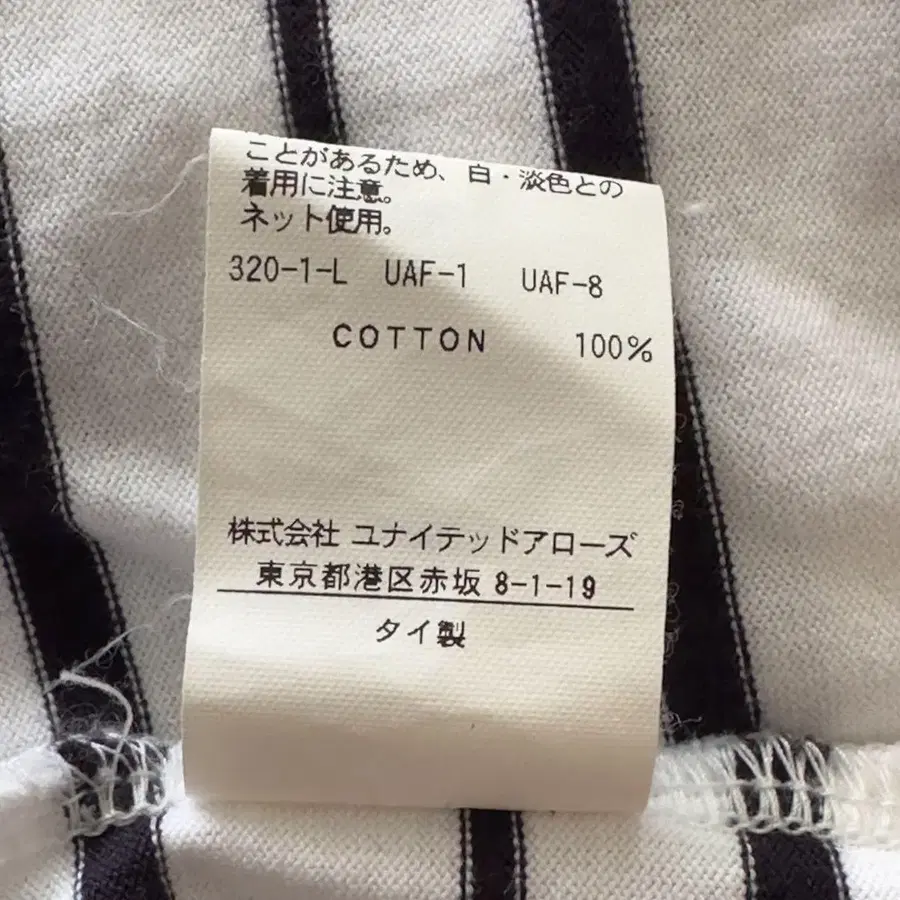 ことがあるため、白・淡色との
着用に注意。
ネット使用。
320-1-L UAF-1 UAF-8
COTTON 100%
株式会社 ユナイテッドアローズ
東京都港区赤坂 8-1-19
タイ製